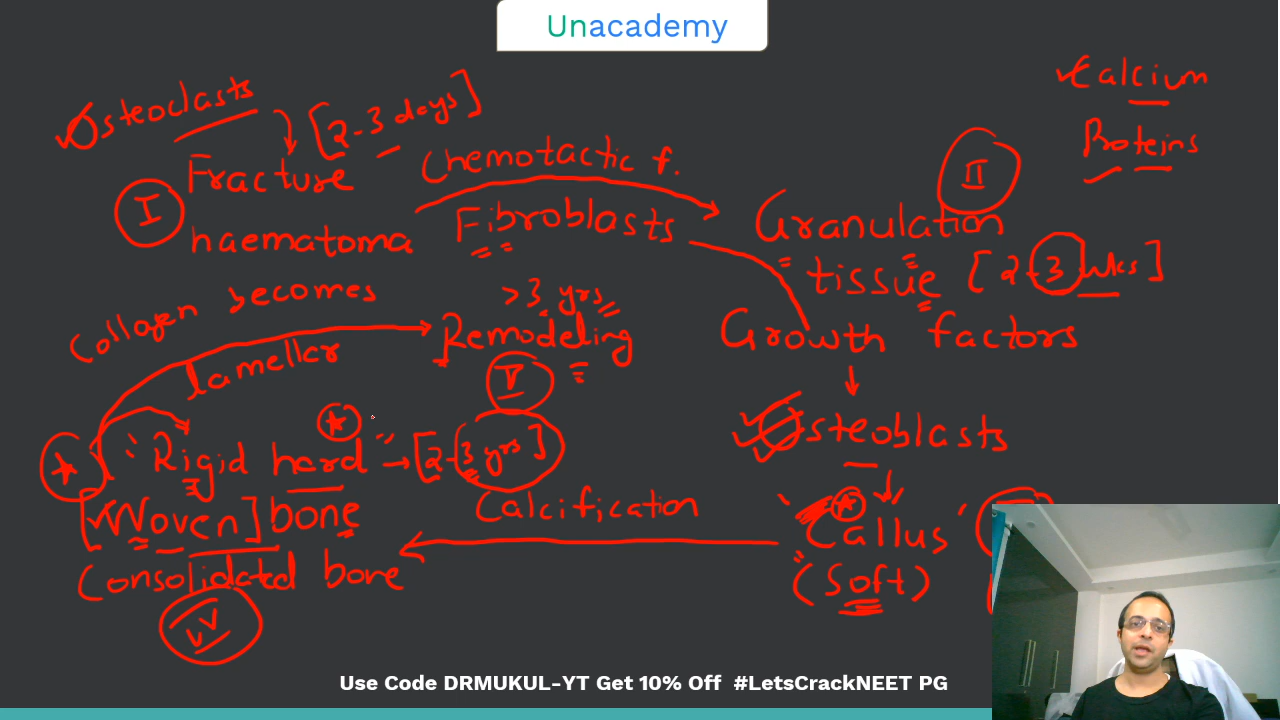 Unacademy
Osteoclasts
[2-3 days]
Calcium
Proteins
I
Fracture
haematoma
Chemotactic f.
Fibroblasts
II
Granulation
tissue [2-3 wks]
Growth factors
Osteoblasts
'Callus'
(Soft)
Calcification
"Rigid hard" → [2-3 yrs]
[Woven] bone
Consolidated bone
IV
Collagen becomes
lamellar
>3 yrs
Remodeling
V
Use Code DRMUKUL-YT Get 10% Off #LetsCrackNEET PG